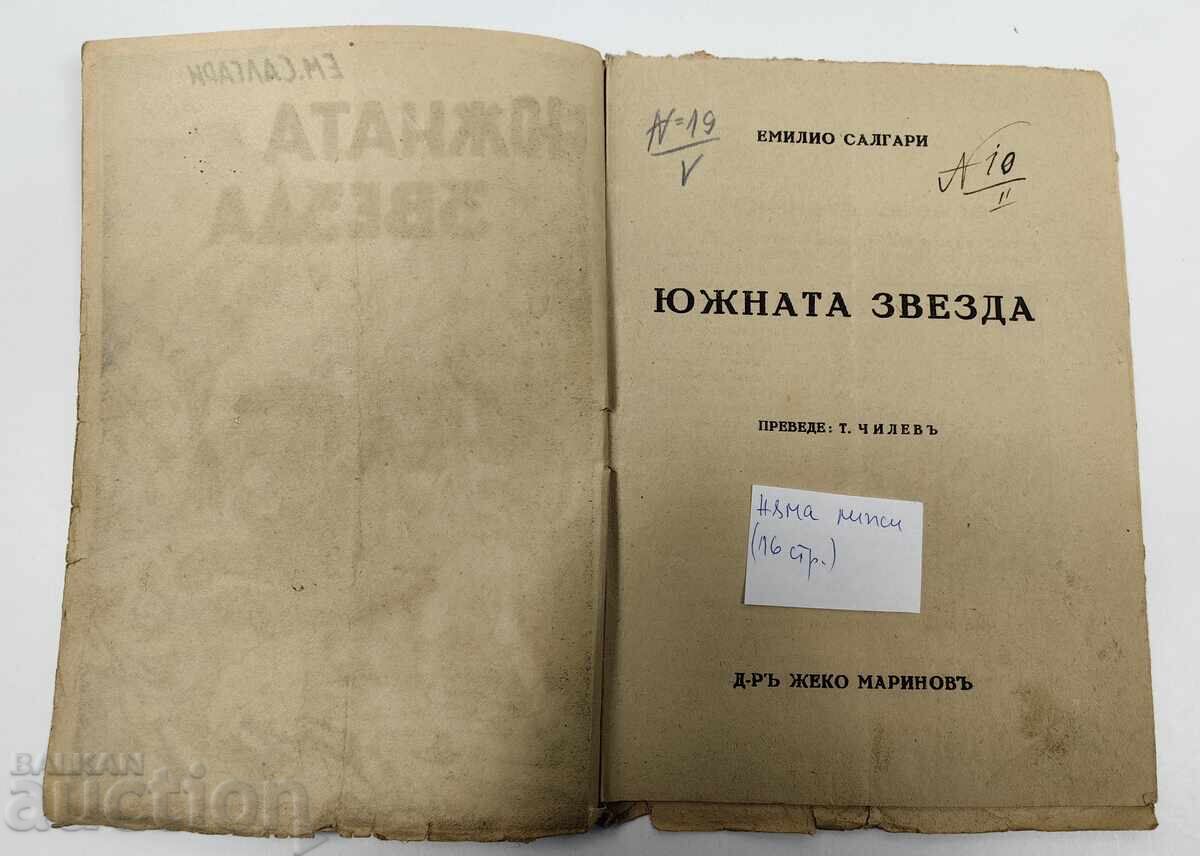 ЕМ. САЛГАРИ
ЮЖНАТА
ЗВЕЗДА
N=19
V
ЕМИЛИО САЛГАРИ
N 10
II
ЮЖНАТА ЗВЕЗДА
ПРЕВЕДЕ: Т. ЧИЛЕВЪ
няма липси
(16 стр.)
Д-РЪ ЖЕКО МАРИНОВЪ
BALKAN
auction